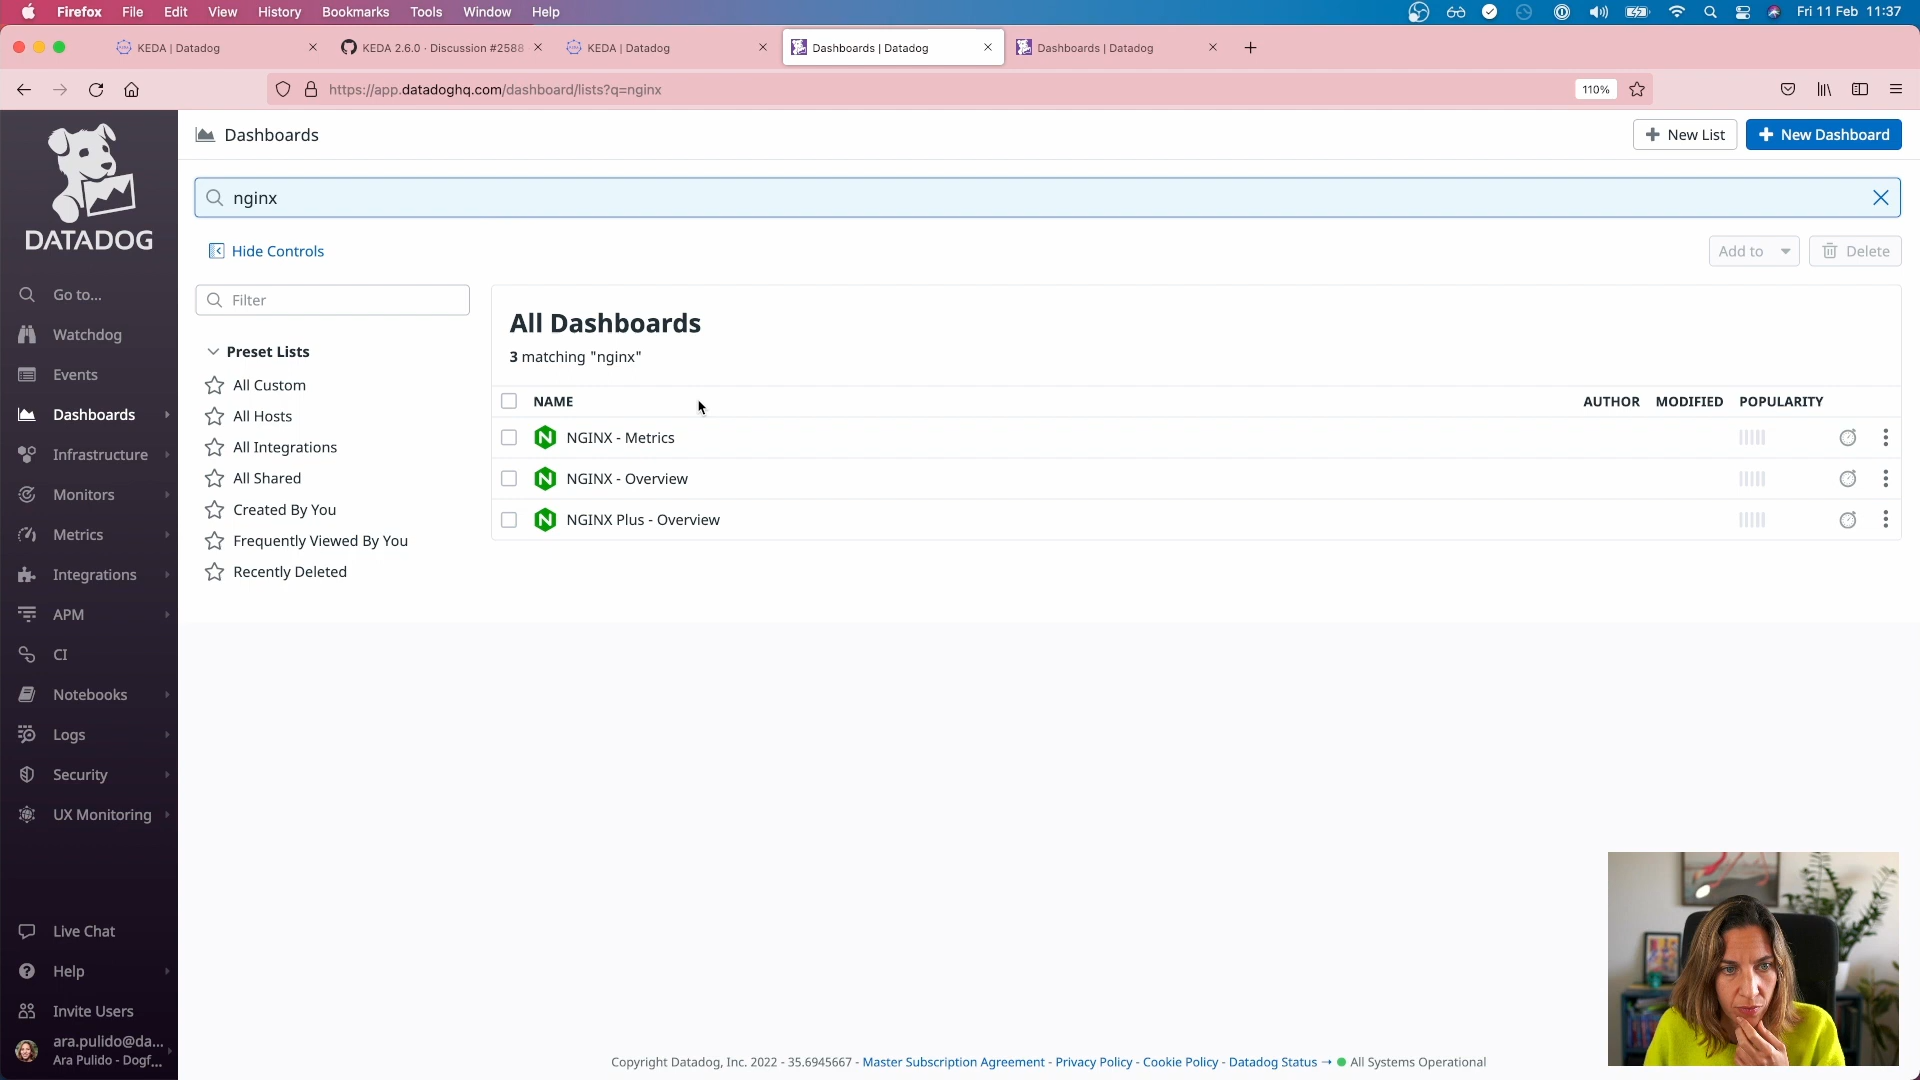 Firefox File Edit View History Bookmarks Tools Window Help Fri 11 Feb 11:37
KEDA | Datadog KEDA 2.6.0 · Discussion #2588 KEDA | Datadog Dashboards | Datadog Dashboards | Datadog
https://app.datadoghq.com/dashboard/lists?q=nginx 110%
DATADOG
Go to...
Watchdog
Events
Dashboards
Infrastructure
Monitors
Metrics
Integrations
APM
CI
Notebooks
Logs
Security
UX Monitoring
Live Chat
Help
Invite Users
ara.pulido@da...
Ara Pulido - Dogf...
Dashboards
New List
New Dashboard
nginx
Hide Controls
Add to
Delete
Filter
Preset Lists
All Custom
All Hosts
All Integrations
All Shared
Created By You
Frequently Viewed By You
Recently Deleted
All Dashboards
3 matching "nginx"
NAME AUTHOR MODIFIED POPULARITY
NGINX - Metrics
NGINX - Overview
NGINX Plus - Overview
Copyright Datadog, Inc. 2022 - 35.6945667 - Master Subscription Agreement - Privacy Policy - Cookie Policy - Datadog Status → All Systems Operational